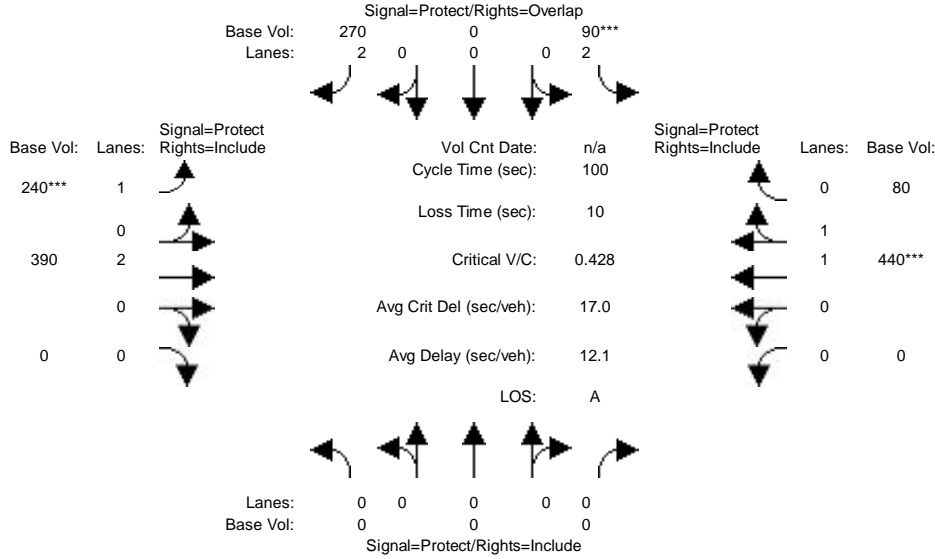 Signal=Protect/Rights=Overlap
Base Vol: 270 0 90***
Lanes: 2 0 0 0 2
Signal=Protect
Base Vol: Lanes: Rights=Include
Vol Cnt Date: n/a
Signal=Protect
Rights=Include Lanes: Base Vol:
Cycle Time (sec): 100
240*** 1 0 80
Loss Time (sec): 10
0 1
390 2 Critical V/C: 0.428 1 440***
0 Avg Crit Del (sec/veh): 17.0 0
0 0 Avg Delay (sec/veh): 12.1 0 0
LOS: A
Lanes: 0 0 0 0 0
Base Vol: 0 0 0
Signal=Protect/Rights=Include